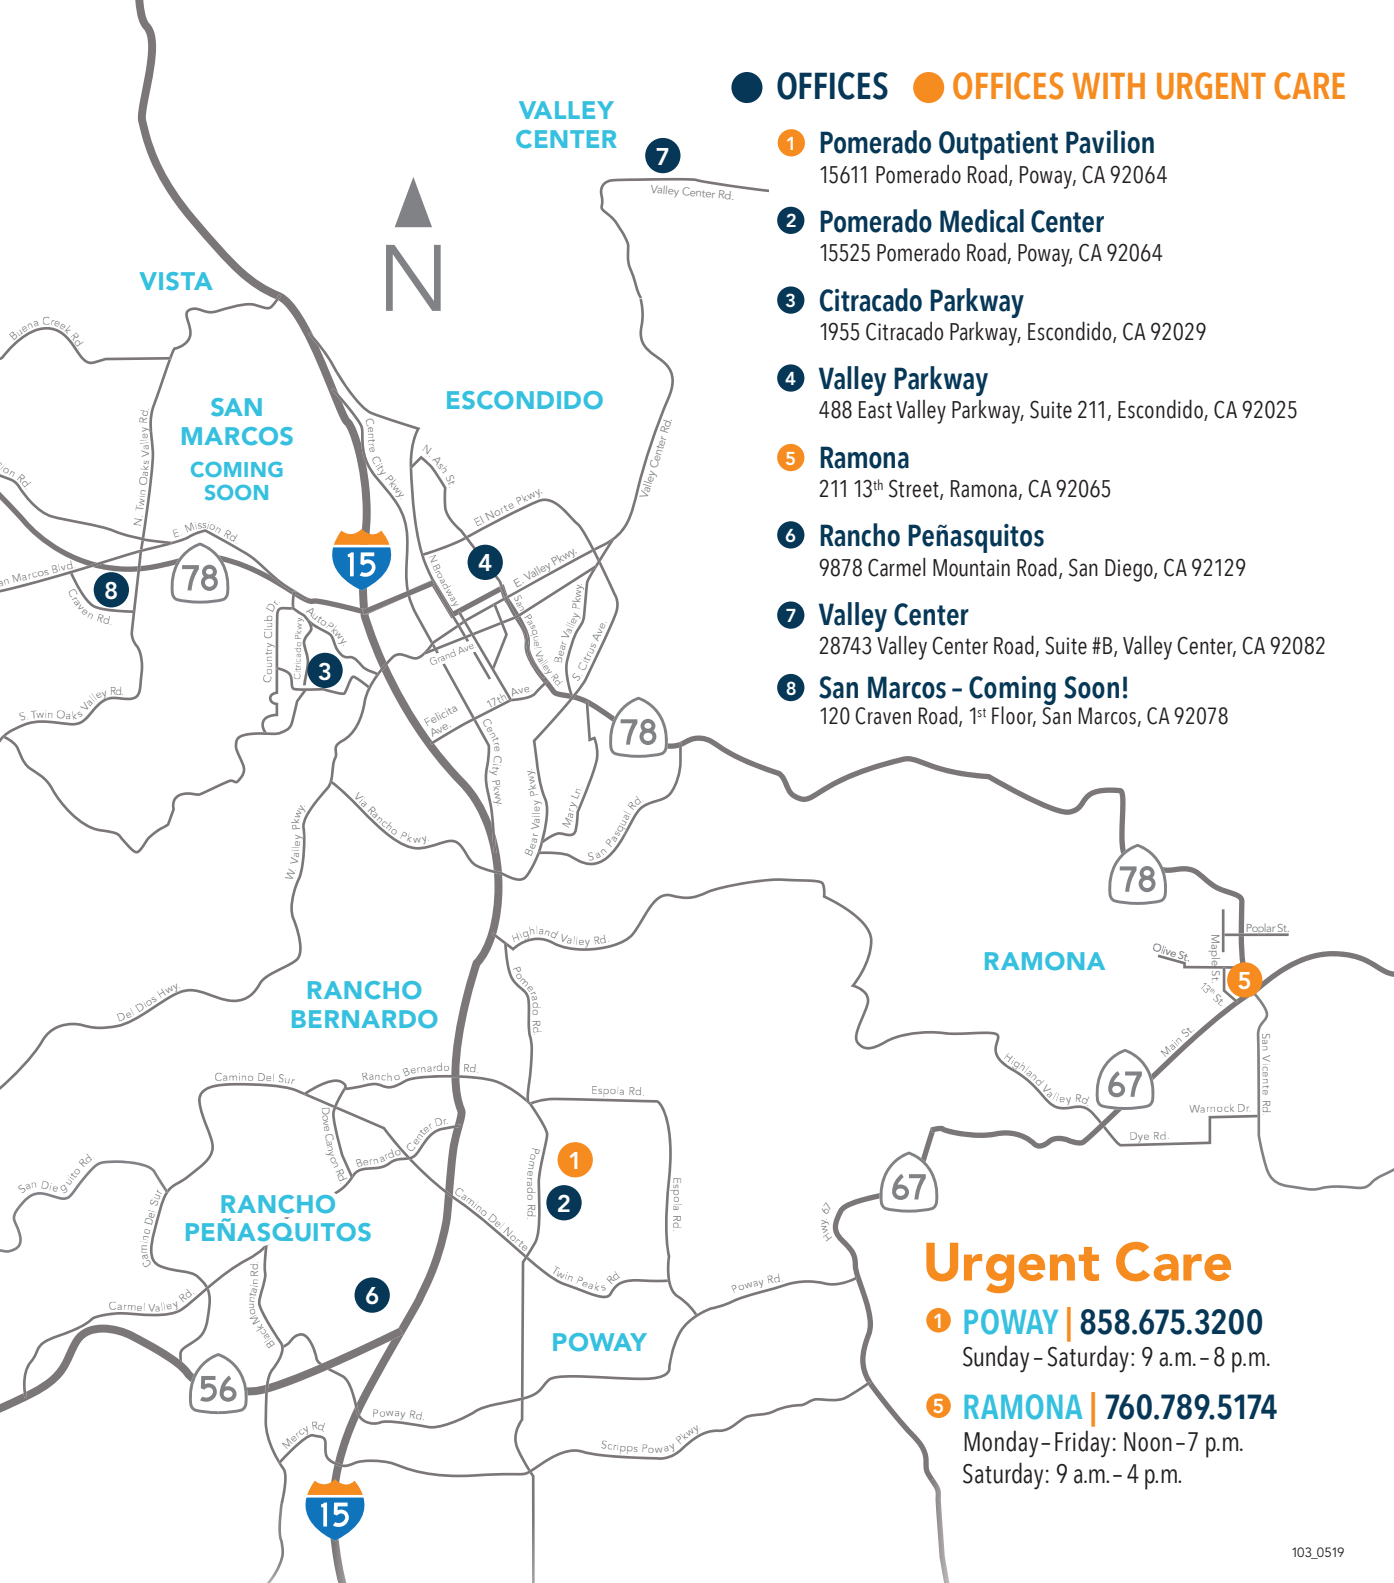 OFFICES OFFICES WITH URGENT CARE
1 Pomerado Outpatient Pavilion
15611 Pomerado Road, Poway, CA 92064
2 Pomerado Medical Center
15525 Pomerado Road, Poway, CA 92064
3 Citracado Parkway
1955 Citracado Parkway, Escondido, CA 92029
4 Valley Parkway
488 East Valley Parkway, Suite 211, Escondido, CA 92025
5 Ramona
211 13th Street, Ramona, CA 92065
6 Rancho Peñasquitos
9878 Carmel Mountain Road, San Diego, CA 92129
7 Valley Center
28743 Valley Center Road, Suite #B, Valley Center, CA 92082
8 San Marcos – Coming Soon!
120 Craven Road, 1st Floor, San Marcos, CA 92078
VALLEY
CENTER
7
Valley Center Rd.
N
VISTA
Buena Creek Rd
SAN
MARCOS
COMING
SOON
ESCONDIDO
N. Twin Oaks Valley Rd.
Centre City Pkwy
N. Ash St.
Valley Center Rd.
El Norte Pkwy.
ion Rd
E. Mission Rd
15
4
E. Valley Pkwy.
N Broadway
an Marcos Blvd
78
8
Craven Rd.
Country Club Dr.
Citricado Pkwy.
Auto Pkwy.
3
Grand Ave
San Pasquel Valley Rd
Bear Valley Pkwy.
S. Citrus Ave.
S. Twin Oaks Valley Rd.
Felicita
Ave.
17th Ave
78
Centre City Pkwy.
Bear Valley Pkwy
Mary Ln.
San Pasqual Rd
Via Rancho Pkwy.
W. Valley Pkwy.
78
Highland Valley Rd.
Poplar St.
Olive St.
Maple St.
13th St.
5
RAMONA
Del Dios Hwy.
RANCHO
BERNARDO
Pomerado Rd.
Main St.
San Vicente Rd.
Highland Valley Rd
67
Warnock Dr.
Dye Rd.
Camino Del Sur
Rancho Bernardo Rd.
Espola Rd.
Dove Canyon Rd
Bernardo Center Dr.
1
2
Pomerado Rd.
Espola Rd.
San Dieguito Rd
Camino Del Sur
RANCHO
PEÑASQUITOS
Camino Del Norte
67
Hwy. 67
Twin Peaks Rd
Poway Rd.
Carmel Valley Rd.
Black Mountain Rd.
6
POWAY
56
Poway Rd.
Mercy Rd
Scripps Poway Pkwy
15
Urgent Care
1 POWAY | 858.675.3200
Sunday – Saturday: 9 a.m. – 8 p.m.
5 RAMONA | 760.789.5174
Monday – Friday: Noon – 7 p.m.
Saturday: 9 a.m. – 4 p.m.
103_0519